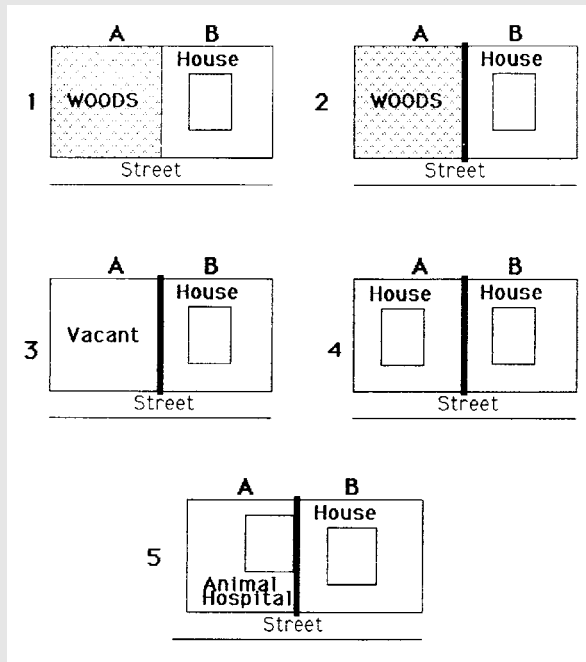 A B
House
1 WOODS
Street
A B
House
2 WOODS
Street
A B
House
3 Vacant
Street
A B
House House
4
Street
A B
House
5
Animal
Hospital
Street